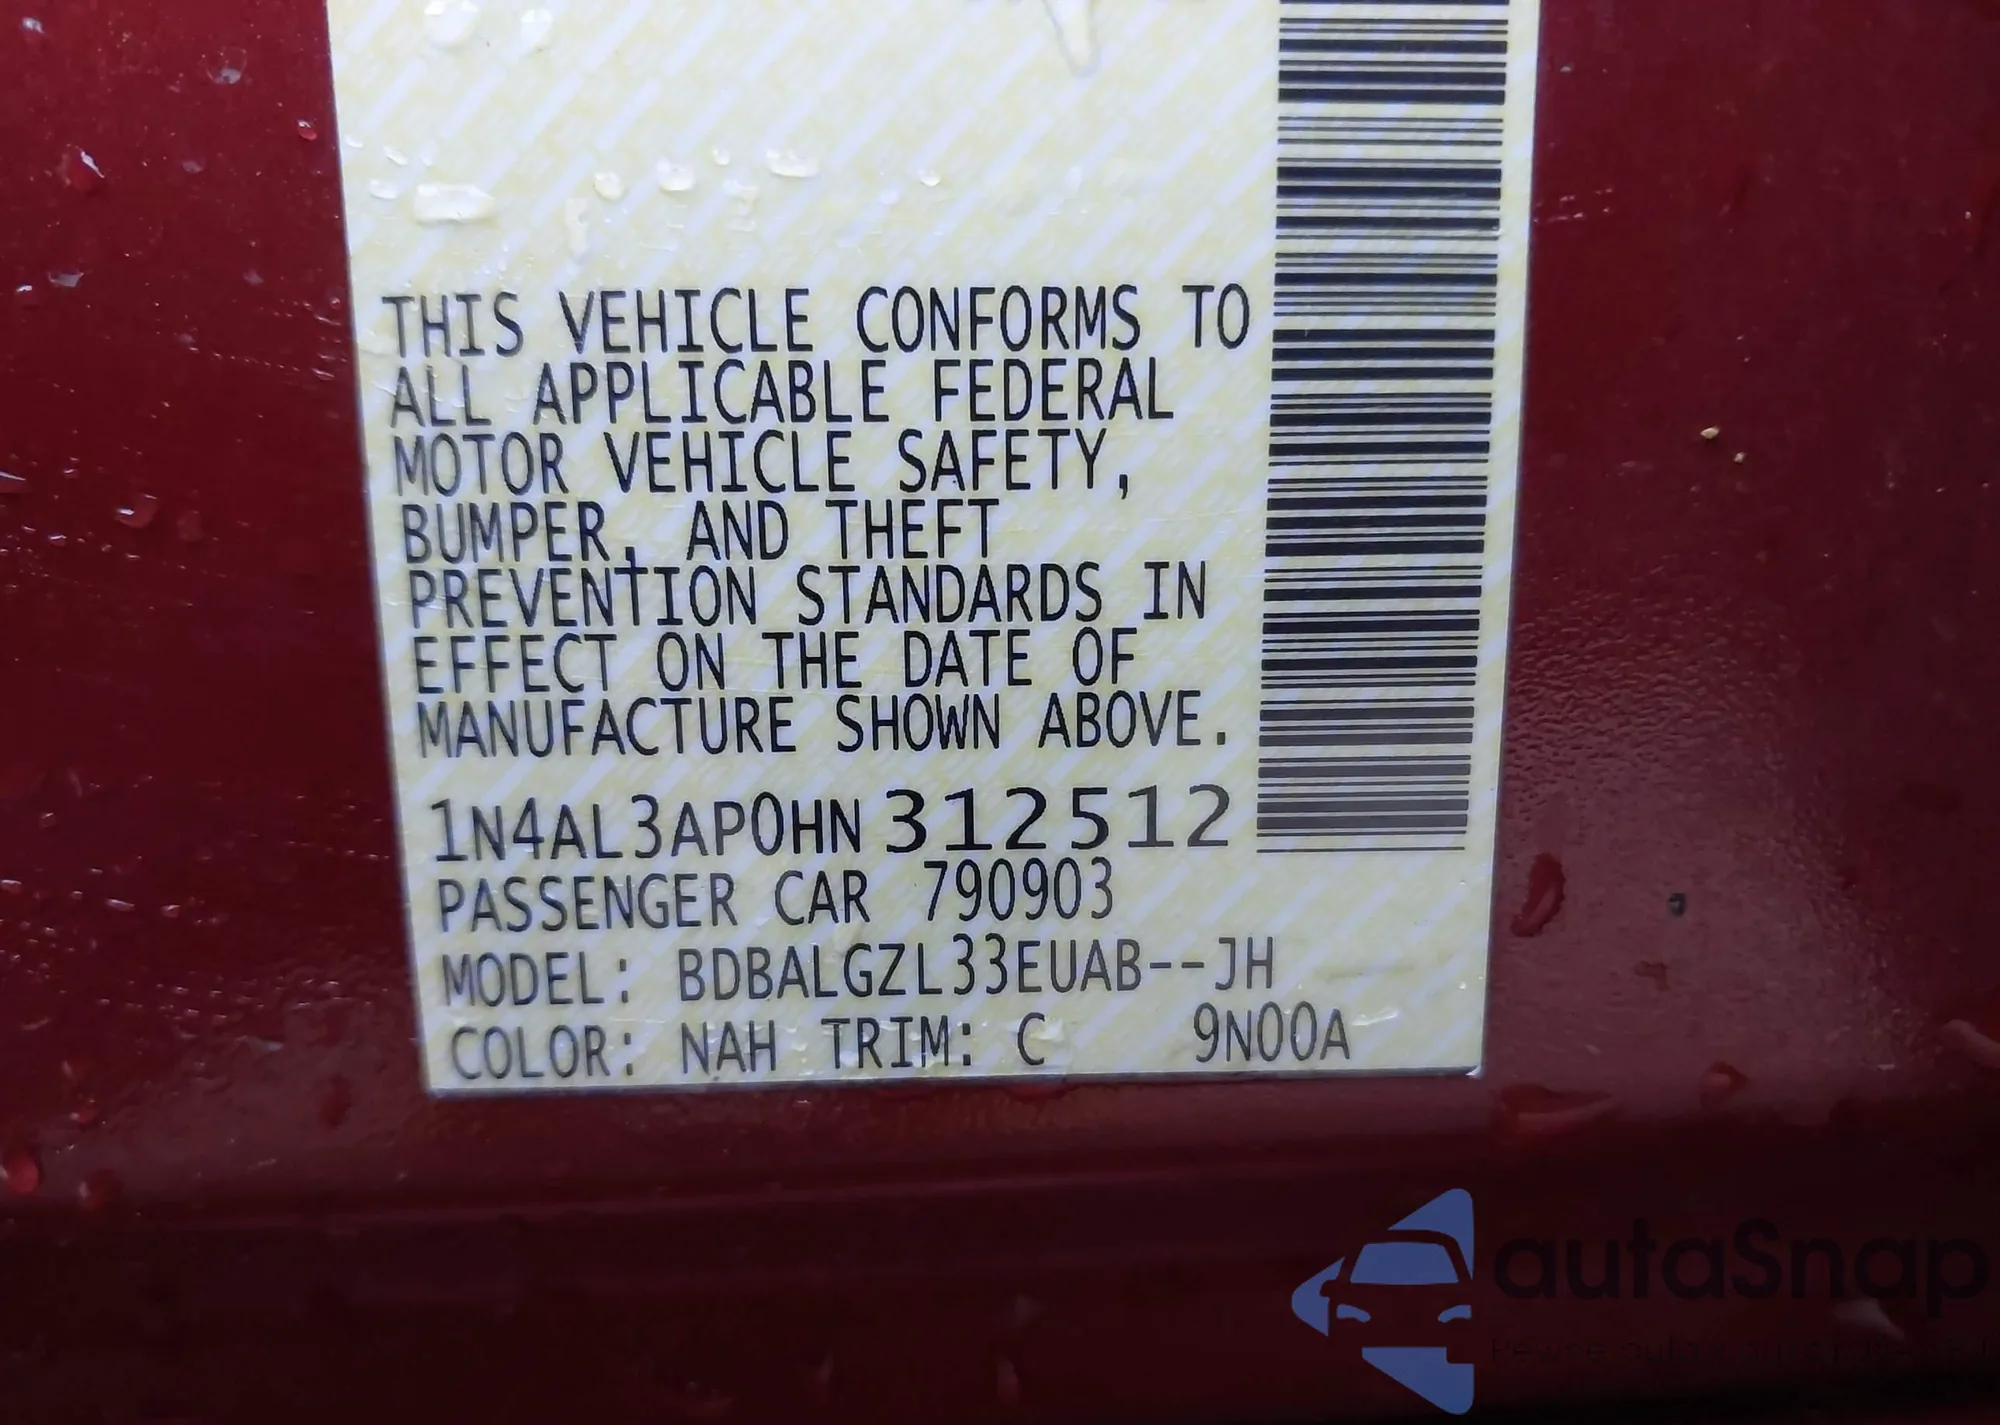 THIS VEHICLE CONFORMS TO
ALL APPLICABLE FEDERAL
MOTOR VEHICLE SAFETY,
BUMPER, AND THEFT
PREVENTION STANDARDS IN
EFFECT ON THE DATE OF
MANUFACTURE SHOWN ABOVE.
1N4AL3AP0HN312512
PASSENGER CAR 790903
MODEL: BDBALGZL33EUAB--JH
COLOR: NAH TRIM: C 9N00A
autaSnap